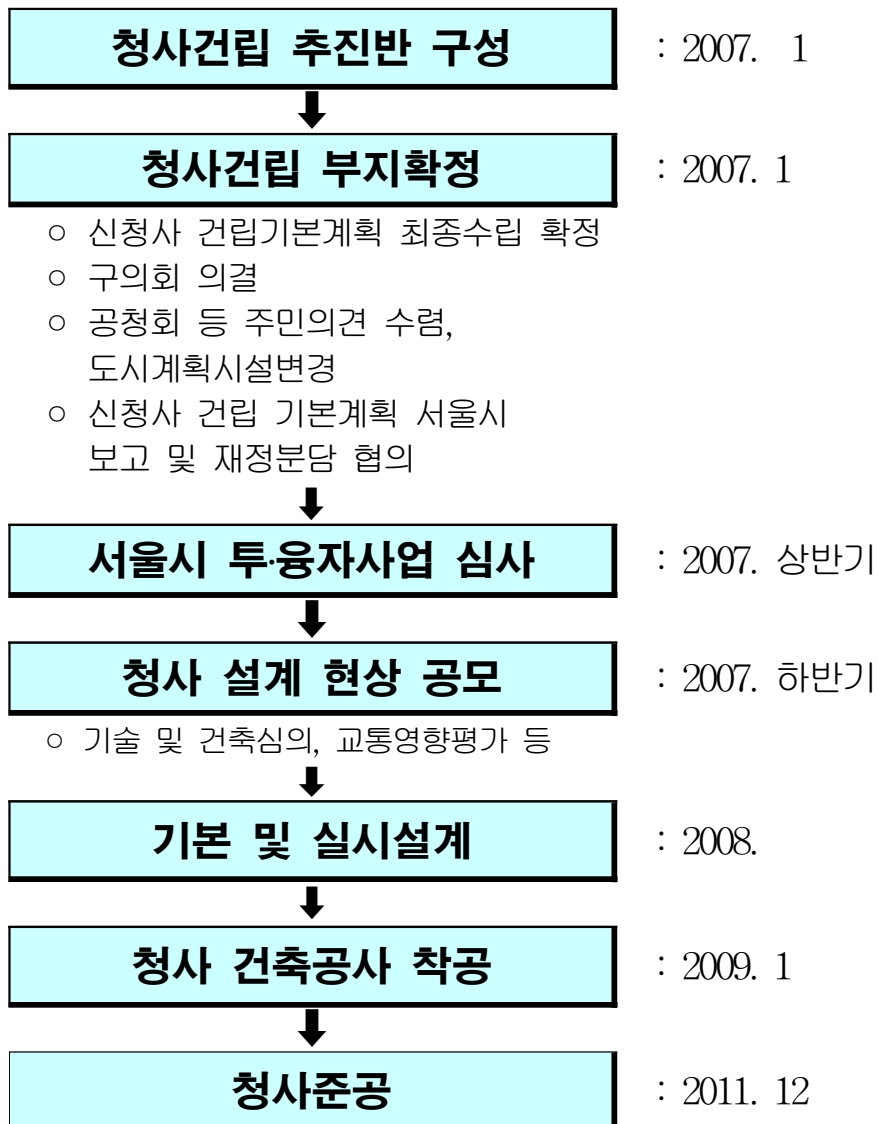 청사건립 추진반 구성 : 2007. 1
청사건립 부지확정 : 2007. 1
○ 신청사 건립기본계획 최종수립 확정
○ 구의회 의결
○ 공청회 등 주민의견 수렴,
도시계획시설변경
○ 신청사 건립 기본계획 서울시
보고 및 재정분담 협의
서울시 투·융자사업 심사 : 2007. 상반기
청사 설계 현상 공모 : 2007. 하반기
○ 기술 및 건축심의, 교통영향평가 등
기본 및 실시설계 : 2008.
청사 건축공사 착공 : 2009. 1
청사준공 : 2011. 12